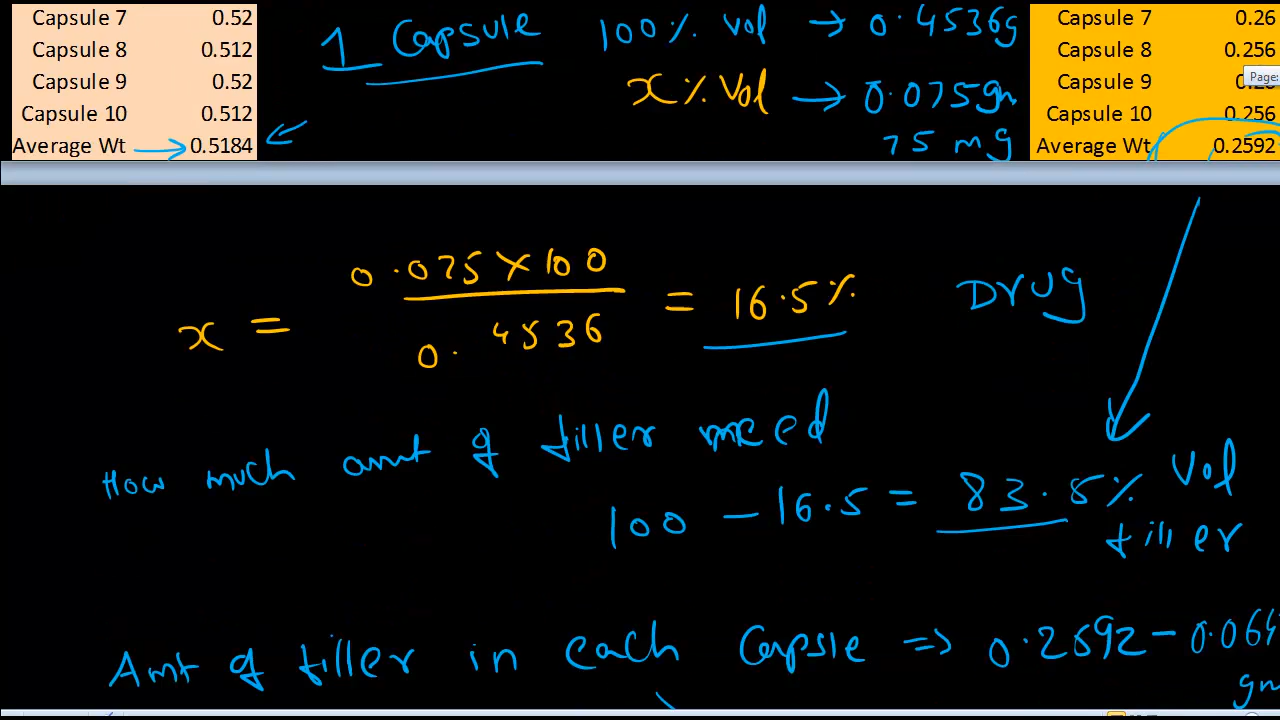 Capsule 7 0.52
Capsule 8 0.512
Capsule 9 0.52
Capsule 10 0.512
Average Wt 0.5184
1 Capsule 100% vol → 0.4536g
x% Vol → 0.075gm
75 mg
Capsule 7 0.26
Capsule 8 0.256
Capsule 9
Page:
Capsule 10 0.256
Average Wt 0.2592
x = 0.075 X 100
0.4536
= 16.5% Drug
How much amt of filler need
100 - 16.5 = 83.5% Vol
filler
Amt of filler in each Capsle => 0.2592 - 0.064
gm